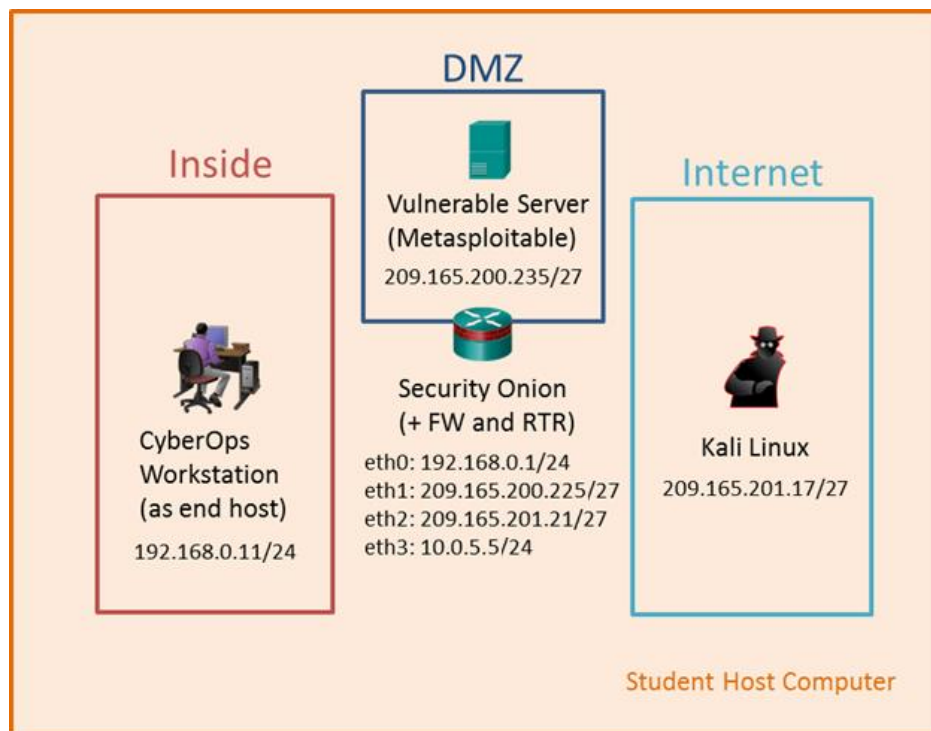 DMZ
Vulnerable Server
(Metasploitable)
209.165.200.235/27
Inside
CyberOps
Workstation
(as end host)
192.168.0.11/24
Security Onion
(+ FW and RTR)
eth0: 192.168.0.1/24
eth1: 209.165.200.225/27
eth2: 209.165.201.21/27
eth3: 10.0.5.5/24
Internet
Kali Linux
209.165.201.17/27
Student Host Computer